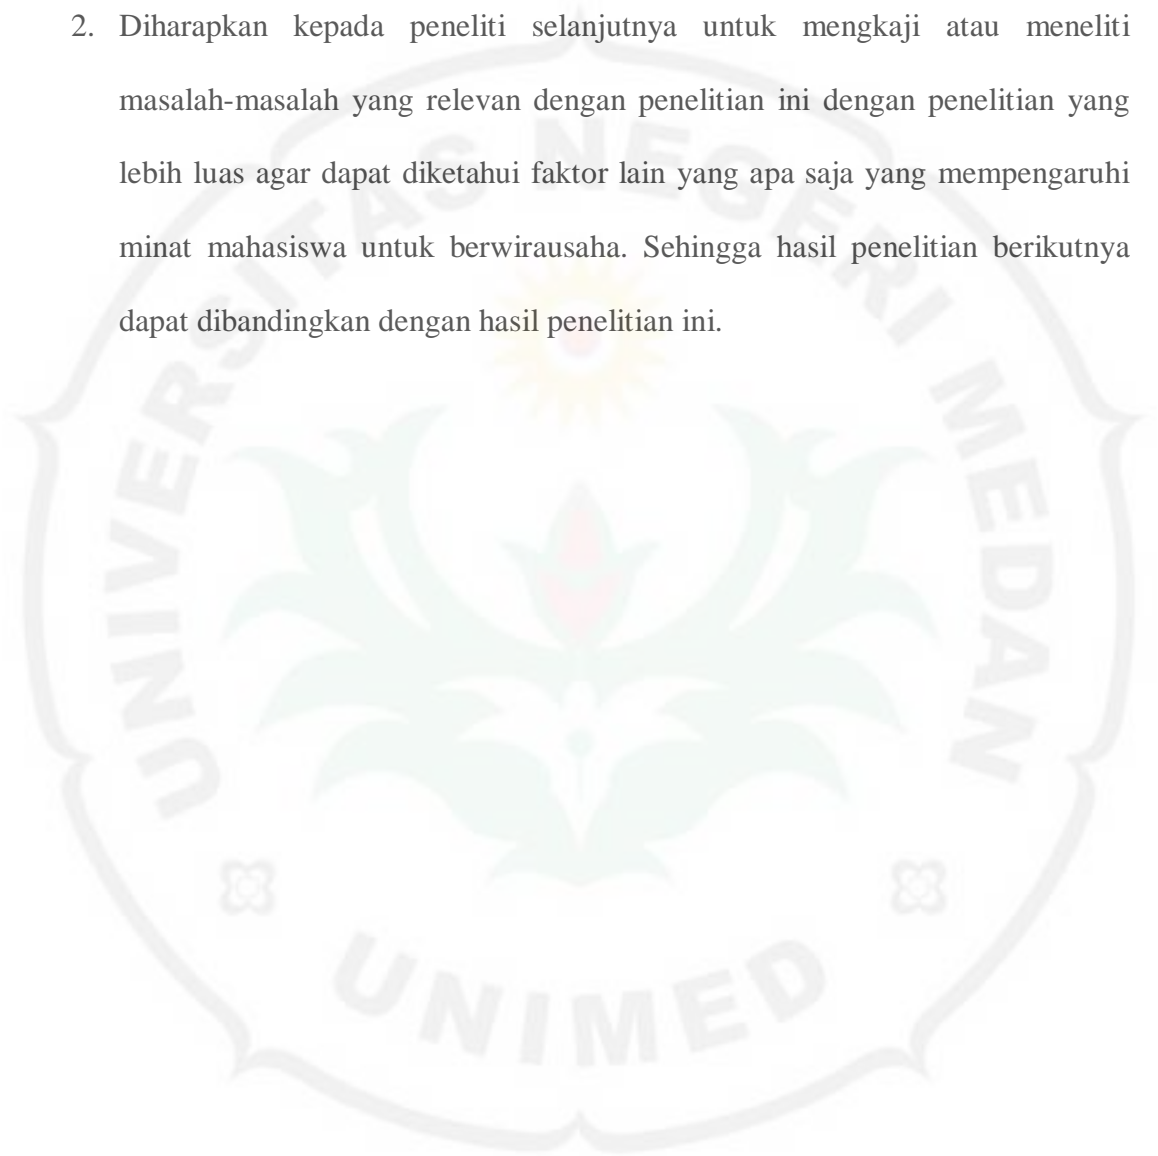 2. Diharapkan kepada peneliti selanjutnya untuk mengkaji atau meneliti
masalah-masalah yang relevan dengan penelitian ini dengan penelitian yang
lebih luas agar dapat diketahui faktor lain yang apa saja yang mempengaruhi
minat mahasiswa untuk berwirausaha. Sehingga hasil penelitian berikutnya
dapat dibandingkan dengan hasil penelitian ini.
UNIVERSITAS NEGERI MEDAN
UNIMED